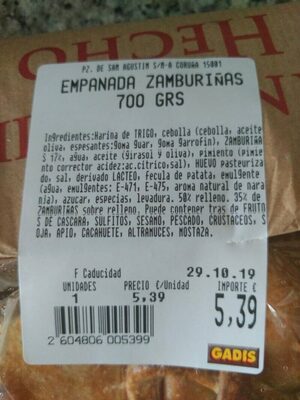 HECHO
PZ. DE SAN AGUSTIN S/N-A CORUÑA 15001
EMPANADA ZAMBURIÑAS
700 GRS
Ingredientes:Harina de TRIGO, cebolla (cebolla, aceite
oliva, espesantes:goma guar, goma garrofin), ZAMBURIÑA
S 17%, agua, aceite (girasol y oliva), pimiento (pimie
nto corrector acidez:ac.citrico,sal), HUEVO pasteuriza
do, sal, derivado LACTEO, fecula de patata, emulgente
(agua, emulgentes: E-471, E-475, aroma natural de nara
nja), azucar, especias, levadura. 50% relleno. 35% de
ZAMBURIÑAS sobre relleno. Puede contener tras de FRUTO
S DE CASCARA, SULFITOS, SESAMO, PESCADO, CRUSTACEOS, S
OJA, APIO, CACAHUETE, ALTRAMUCES, MOSTAZA.
F Caducidad 29.10.19
UNIDADES PRECIO €/Unidad IMPORTE €
1 5,39 5,39
2 604806 005399
GADIS